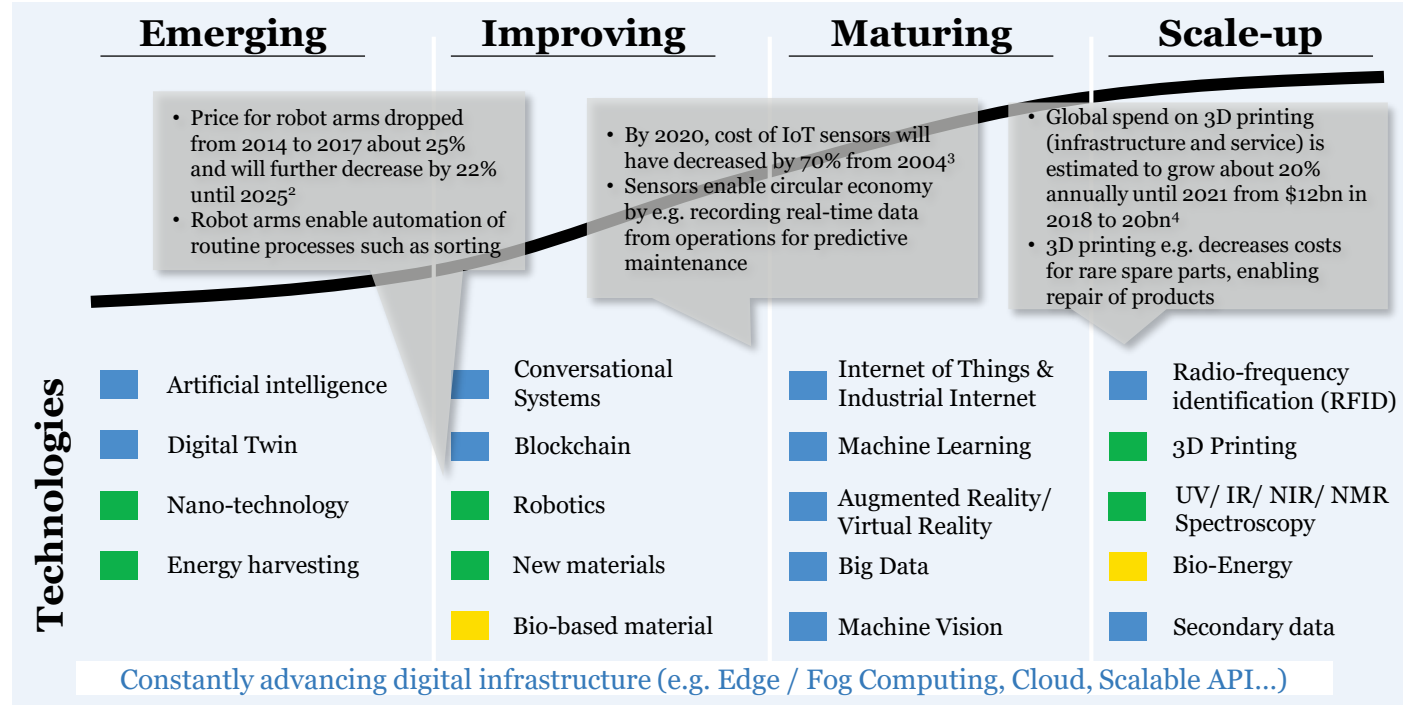 Emerging
Improving
Maturing
Scale-up
• Price for robot arms dropped
from 2014 to 2017 about 25%
and will further decrease by 22%
until 2025²
• Robot arms enable automation of
routine processes such as sorting
• By 2020, cost of IoT sensors will
have decreased by 70% from 2004³
• Sensors enable circular economy
by e.g. recording real-time data
from operations for predictive
maintenance
• Global spend on 3D printing
(infrastructure and service) is
estimated to grow about 20%
annually until 2021 from $12bn in
2018 to 20bn⁴
• 3D printing e.g. decreases costs
for rare spare parts, enabling
repair of products
Technologies
Artificial intelligence
Digital Twin
Nano-technology
Energy harvesting
Conversational
Systems
Blockchain
Robotics
New materials
Bio-based material
Internet of Things &
Industrial Internet
Machine Learning
Augmented Reality/
Virtual Reality
Big Data
Machine Vision
Radio-frequency
identification (RFID)
3D Printing
UV/ IR/ NIR/ NMR
Spectroscopy
Bio-Energy
Secondary data
Constantly advancing digital infrastructure (e.g. Edge / Fog Computing, Cloud, Scalable API...)